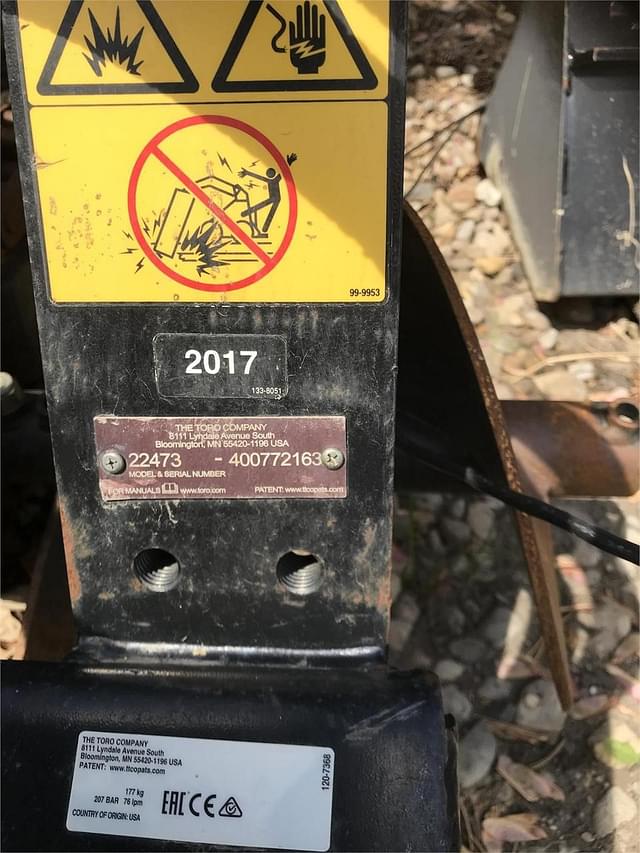 99-9953
2017
133-8051
THE TORO COMPANY
8111 Lyndale Avenue South
Bloomington, MN 55420-1196 USA
22473 - 400772163
MODEL & SERIAL NUMBER
FOR MANUALS www.toro.com PATENT: www.ttcopats.com
THE TORO COMPANY
8111 Lyndale Avenue South
Bloomington, MN 55420-1196 USA
PATENT: www.ttcopats.com
177 kg
207 BAR 76 lpm
COUNTRY OF ORIGIN: USA
EAC CE
120-7368